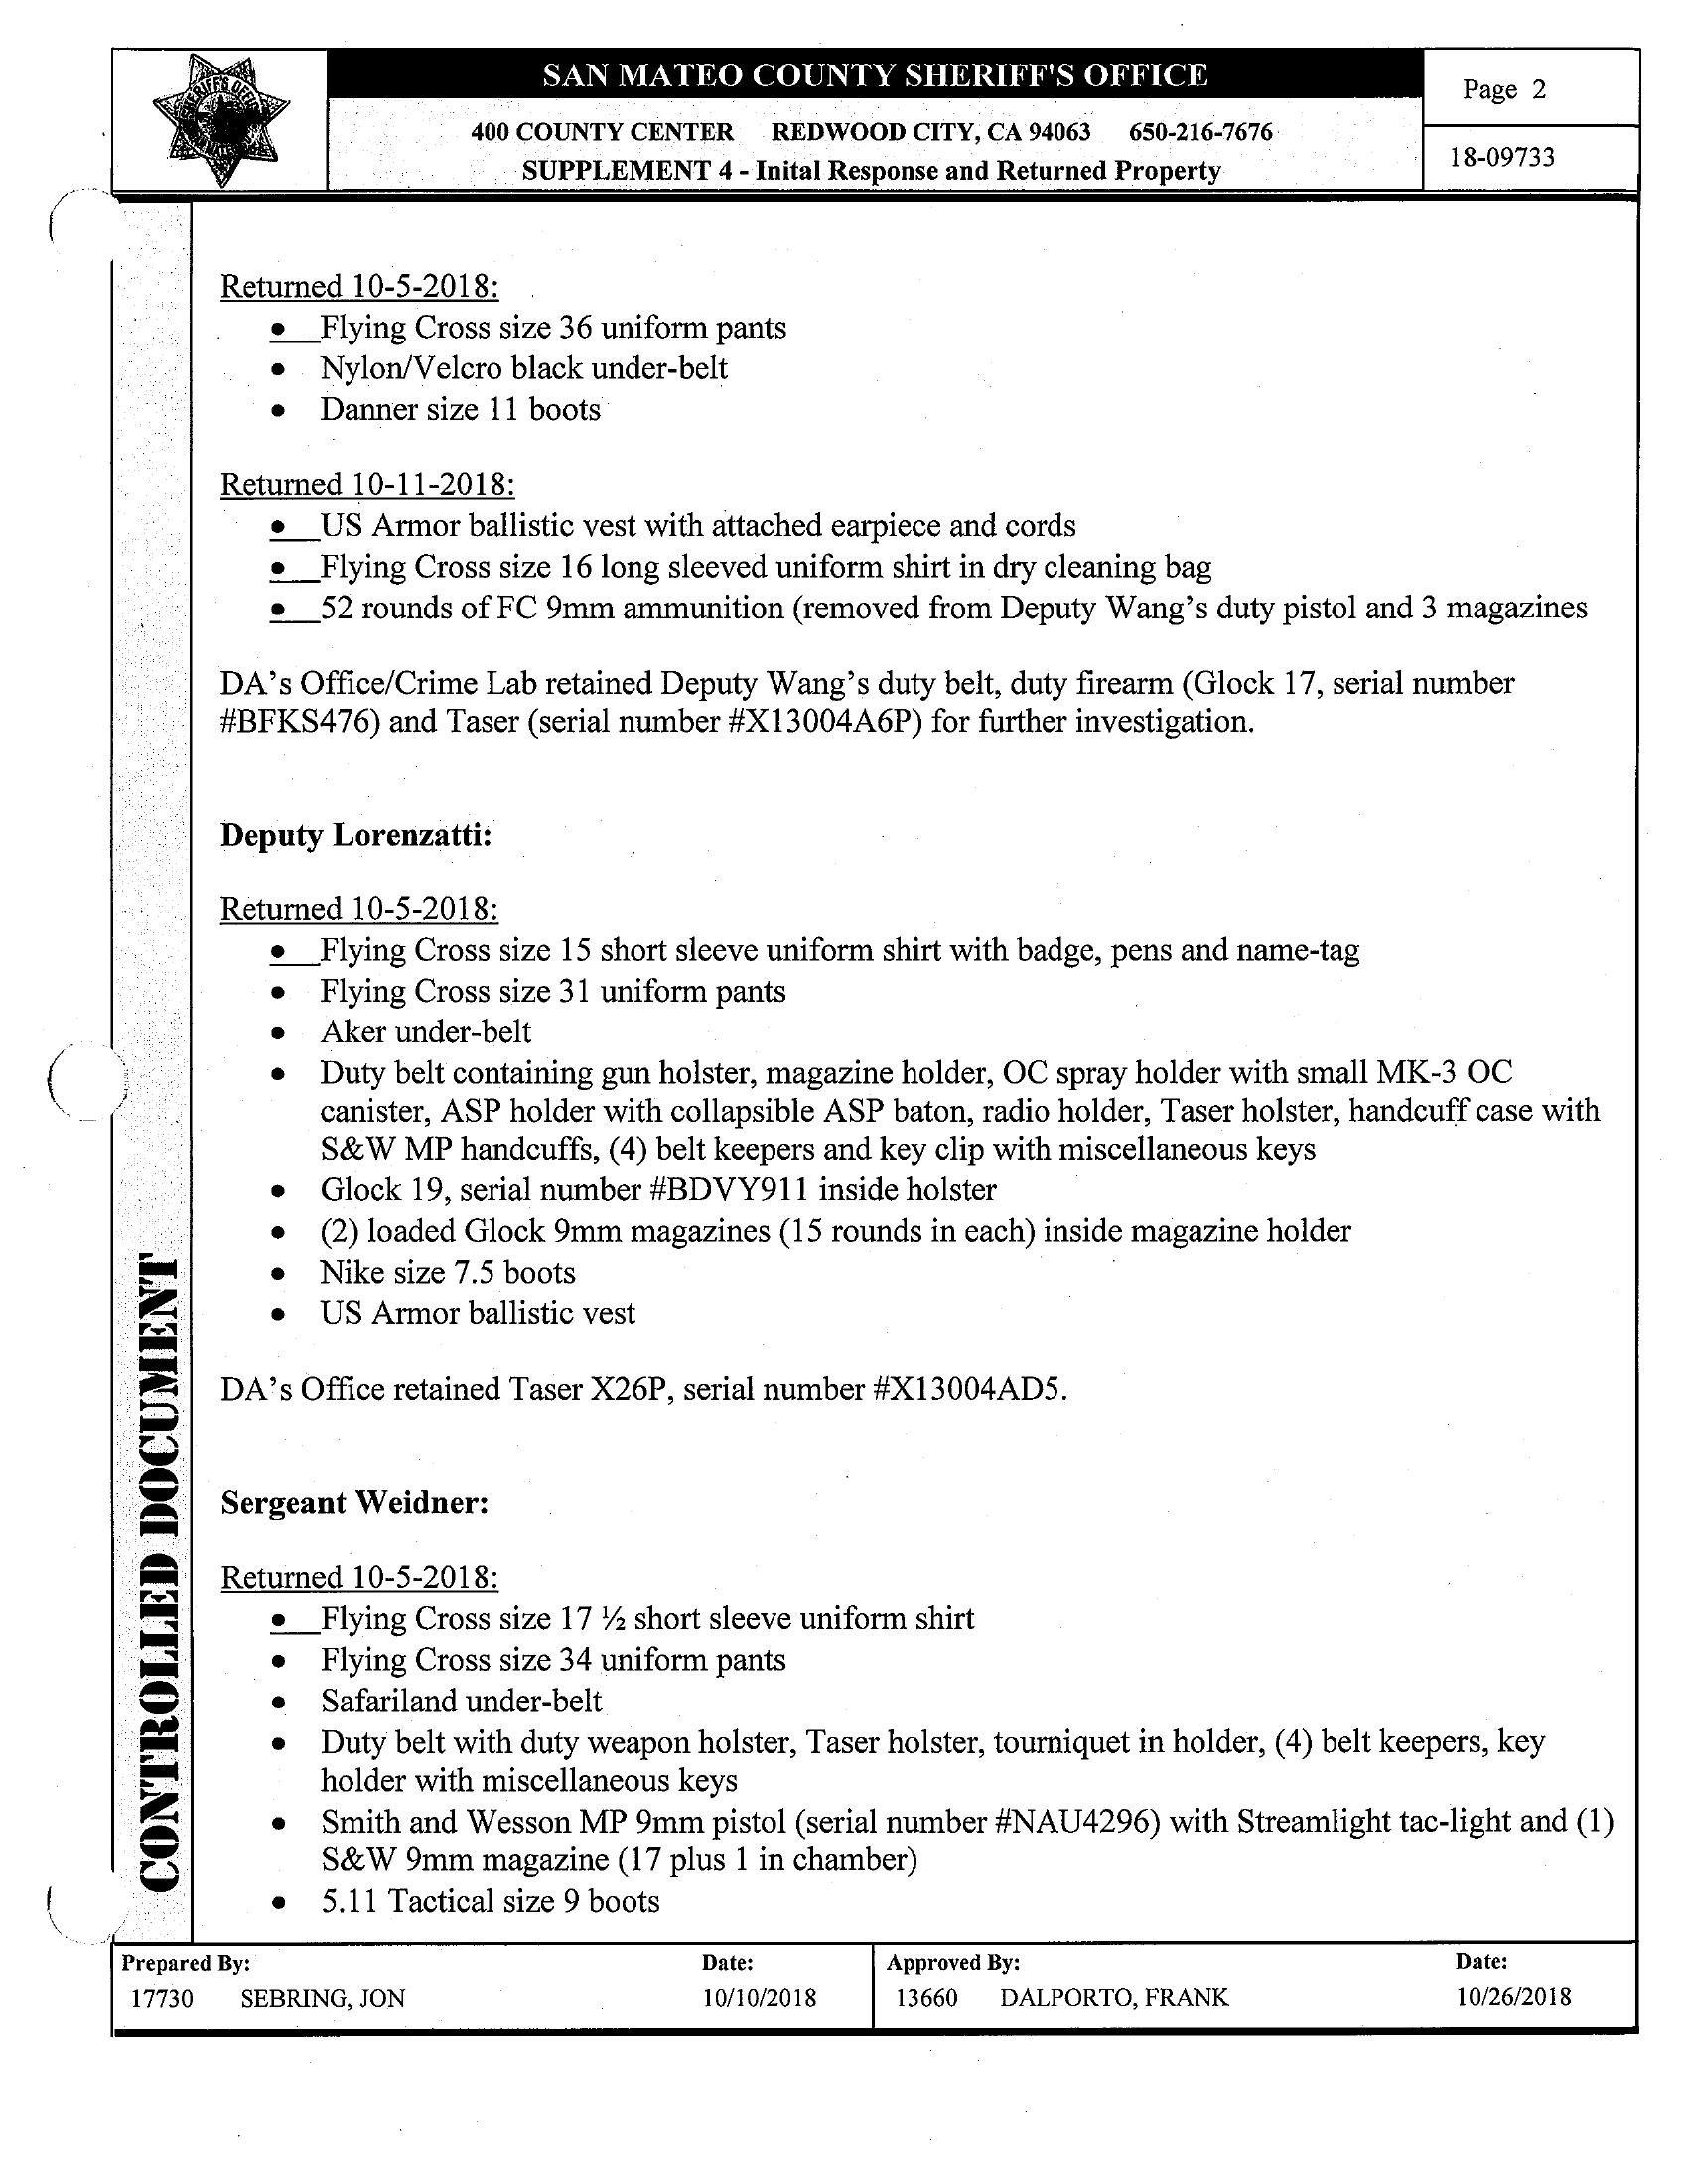 SAN MATEO COUNTY SHERIFF'S OFFICE
Page 2
400 COUNTY CENTER REDWOOD CITY, CA 94063 650-216-7676
18-09733
SUPPLEMENT 4 - Inital Response and Returned Property
Returned 10-5-2018:
• Flying Cross size 36 uniform pants
• Nylon/Velcro black under-belt
• Danner size 11 boots
Returned 10-11-2018:
• US Armor ballistic vest with attached earpiece and cords
• Flying Cross size 16 long sleeved uniform shirt in dry cleaning bag
• 52 rounds of FC 9mm ammunition (removed from Deputy Wang's duty pistol and 3 magazines
DA's Office/Crime Lab retained Deputy Wang's duty belt, duty firearm (Glock 17, serial number
#BFKS476) and Taser (serial number #X13004A6P) for further investigation.
Deputy Lorenzatti:
Returned 10-5-2018:
• Flying Cross size 15 short sleeve uniform shirt with badge, pens and name-tag
• Flying Cross size 31 uniform pants
• Aker under-belt
• Duty belt containing gun holster, magazine holder, OC spray holder with small MK-3 OC
canister, ASP holder with collapsible ASP baton, radio holder, Taser holster, handcuff case with
S&W MP handcuffs, (4) belt keepers and key clip with miscellaneous keys
• Glock 19, serial number #BDVY911 inside holster
• (2) loaded Glock 9mm magazines (15 rounds in each) inside magazine holder
• Nike size 7.5 boots
• US Armor ballistic vest
DA's Office retained Taser X26P, serial number #X13004AD5.
Sergeant Weidner:
Returned 10-5-2018:
• Flying Cross size 17 ½ short sleeve uniform shirt
• Flying Cross size 34 uniform pants
• Safariland under-belt
• Duty belt with duty weapon holster, Taser holster, tourniquet in holder, (4) belt keepers, key
holder with miscellaneous keys
• Smith and Wesson MP 9mm pistol (serial number #NAU4296) with Streamlight tac-light and (1)
S&W 9mm magazine (17 plus 1 in chamber)
• 5.11 Tactical size 9 boots
CONTROLLED DOCUMENT
Prepared By: Date: Approved By: Date:
17730 SEBRING, JON 10/10/2018 13660 DALPORTO, FRANK 10/26/2018